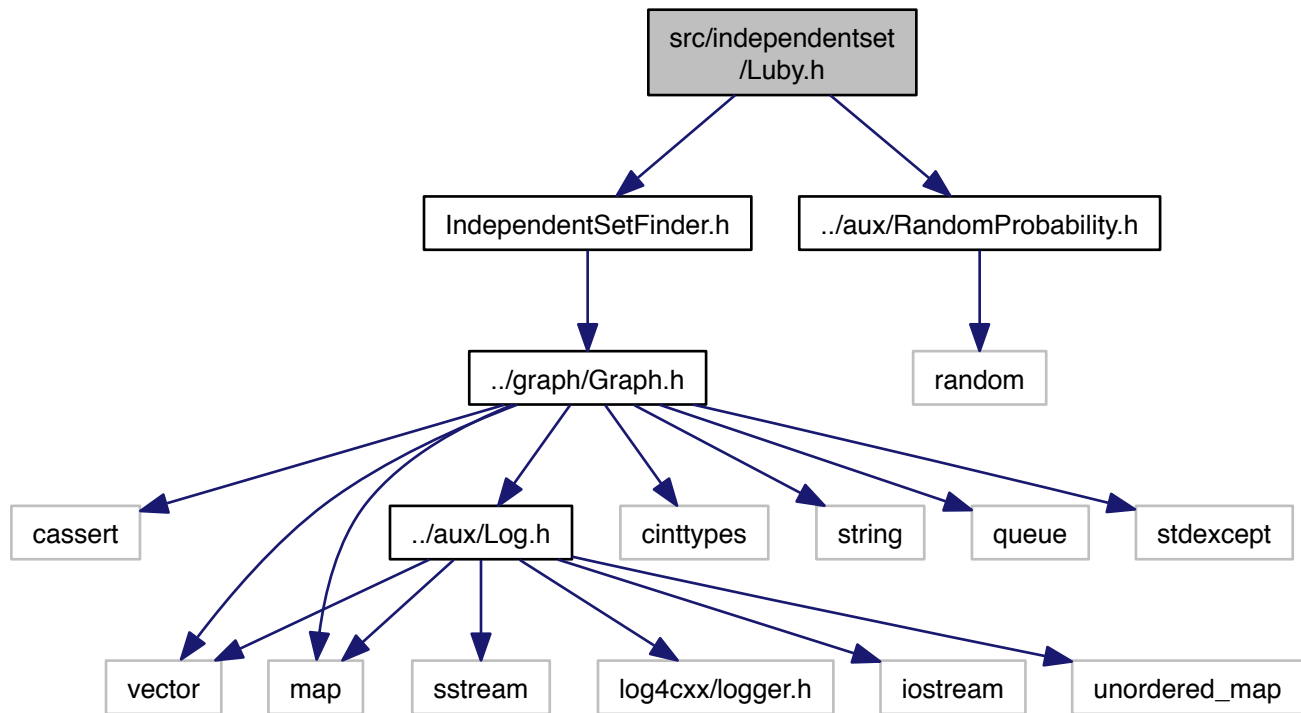 src/independentset
/Luby.h
IndependentSetFinder.h
../aux/RandomProbability.h
../graph/Graph.h
random
cassert
../aux/Log.h
cinttypes
string
queue
stdexcept
vector
map
sstream
log4cxx/logger.h
iostream
unordered_map